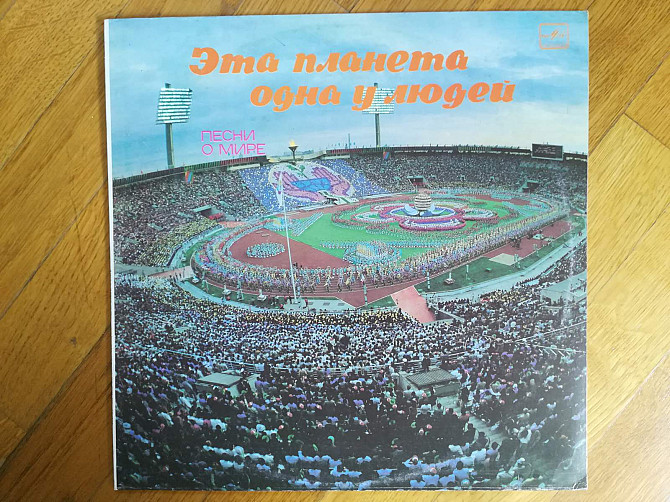 Эта планета
одна у людей
ПЕСНИ
О МИРЕ